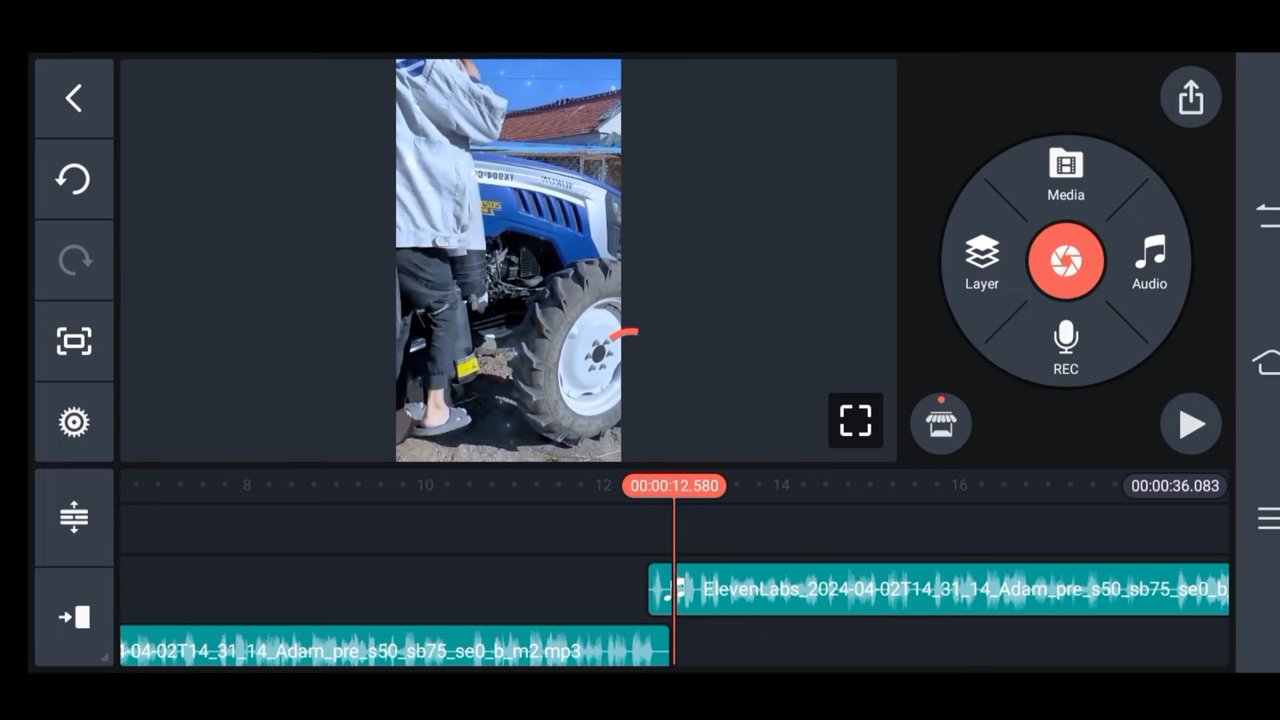 Media
Layer
Audio
REC
8
10
12
00:00:12.580
14
16
00:00:36.083
ElevenLabs_2024-04-02T14_31_14_Adam_pre_s50_sb75_se0_b
-04-02T14_31_14_Adam_pre_s50_sb75_se0_b_m2.mp3